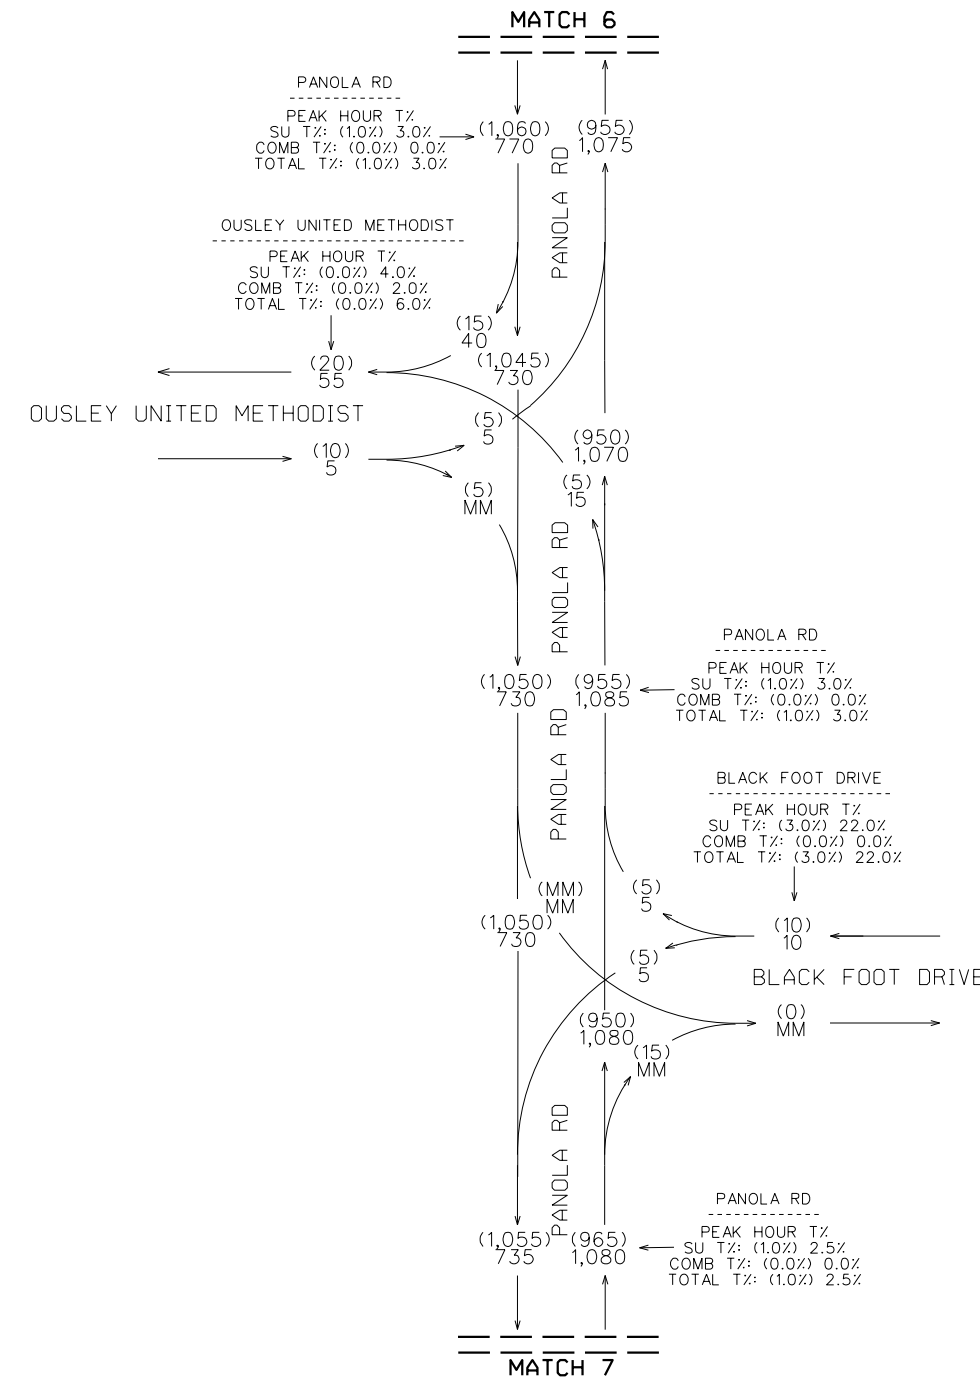 MATCH 6
PANOLA RD
PEAK HOUR T%
SU T%: (1.0%) 3.0%
COMB T%: (0.0%) 0.0%
TOTAL T%: (1.0%) 3.0%
(1,060)
770
(955)
1,075
PANOLA RD
OUSLEY UNITED METHODIST
PEAK HOUR T%
SU T%: (0.0%) 4.0%
COMB T%: (0.0%) 2.0%
TOTAL T%: (0.0%) 6.0%
(15)
40
(20)
55
(1,045)
730
OUSLEY UNITED METHODIST
(5)
5
(950)
1,070
(10)
5
(5)
MM
(5)
15
PANOLA RD
PANOLA RD
PEAK HOUR T%
SU T%: (1.0%) 3.0%
COMB T%: (0.0%) 0.0%
TOTAL T%: (1.0%) 3.0%
(1,050)
730
(955)
1,085
PANOLA RD
BLACK FOOT DRIVE
PEAK HOUR T%
SU T%: (3.0%) 22.0%
COMB T%: (0.0%) 0.0%
TOTAL T%: (3.0%) 22.0%
(MM)
MM
(5)
5
(1,050)
730
(10)
10
(5)
5
BLACK FOOT DRIVE
(950)
1,080
(0)
MM
(15)
MM
PANOLA RD
PANOLA RD
PEAK HOUR T%
SU T%: (1.0%) 2.5%
COMB T%: (0.0%) 0.0%
TOTAL T%: (1.0%) 2.5%
(1,055)
735
(965)
1,080
MATCH 7